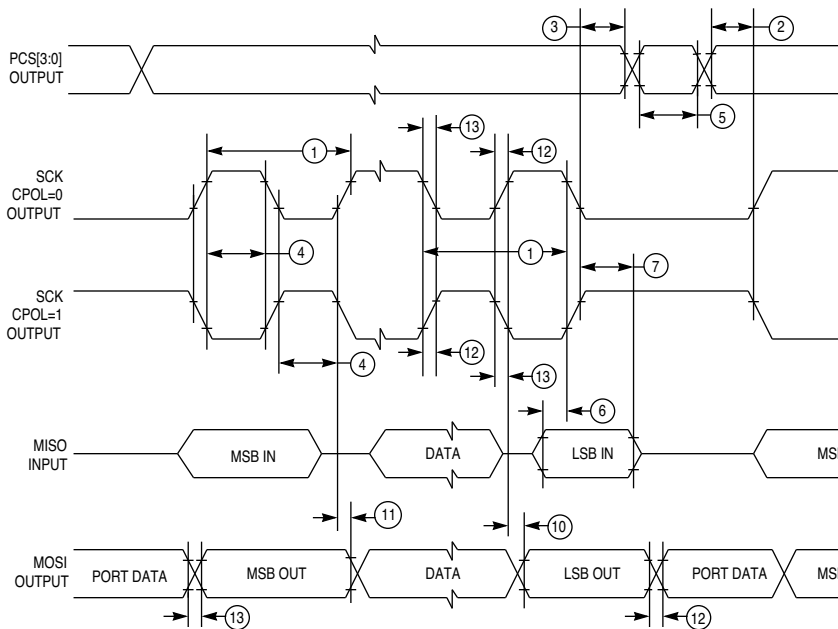 3
2
PCS[3:0]
OUTPUT
5
13
1
12
SCK
CPOL=0
OUTPUT
4
1
7
SCK
CPOL=1
OUTPUT
4
12
13
6
MISO
INPUT
MSB IN
DATA
LSB IN
MS
11
10
MOSI
OUTPUT
PORT DATA
MSB OUT
DATA
LSB OUT
PORT DATA
MS
13
12